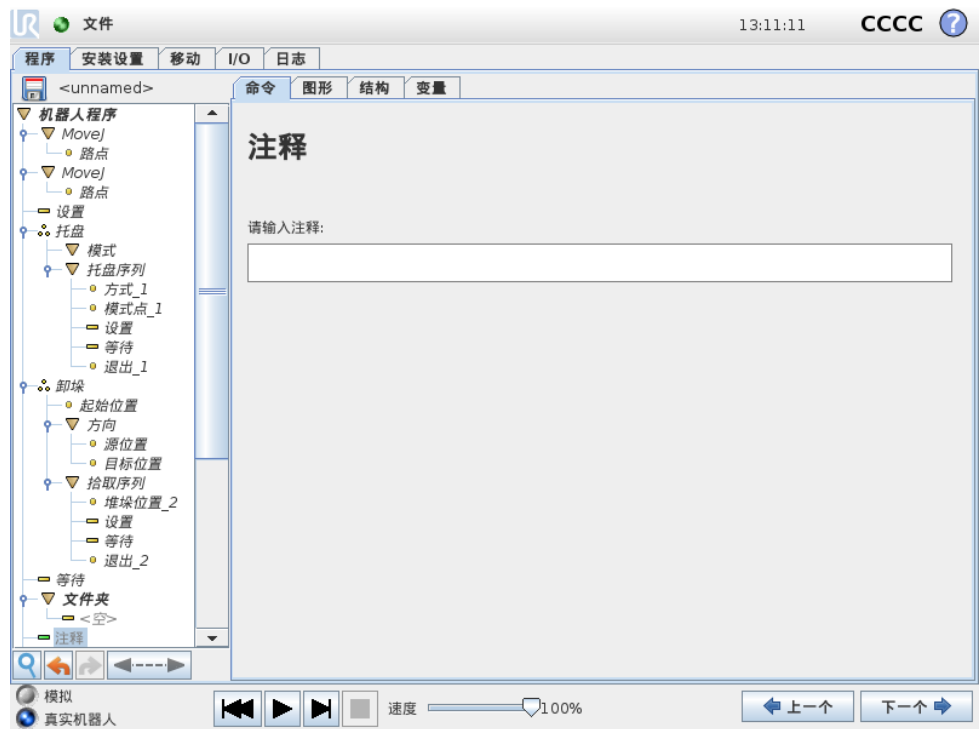 UR 文件 13:11:11 CCCC ?
程序 安装设置 移动 I/O 日志
<unnamed>
命令 图形 结构 变量
机器人程序
MoveJ
路点
MoveJ
路点
设置
托盘
模式
托盘序列
方式_1
模式点_1
设置
等待
退出_1
卸垛
起始位置
方向
源位置
目标位置
拾取序列
堆垛位置_2
设置
等待
退出_2
等待
文件夹
<空>
注释
注释
请输入注释:
模拟
真实机器人
速度 100%
上一个 下一个